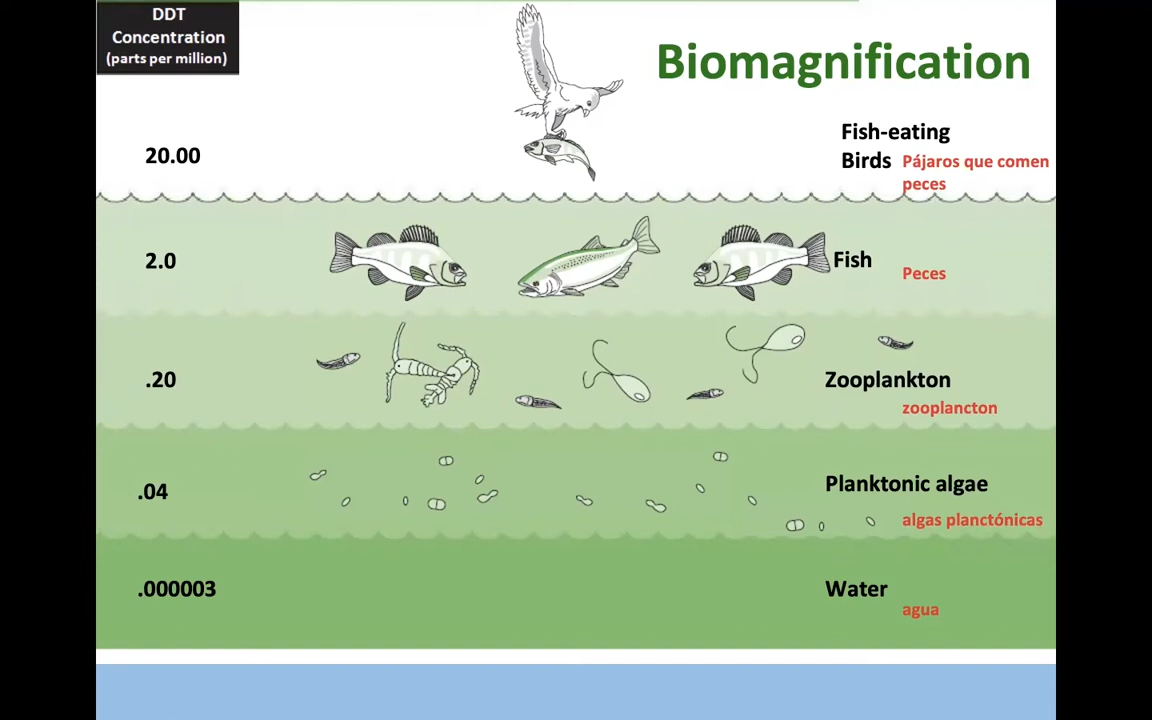 DDT
Concentration
(parts per million)
Biomagnification
20.00
Fish-eating
Birds Pájaros que comen
peces
2.0
Fish
Peces
.20
Zooplankton
zooplancton
.04
Planktonic algae
algas planctónicas
.000003
Water
agua